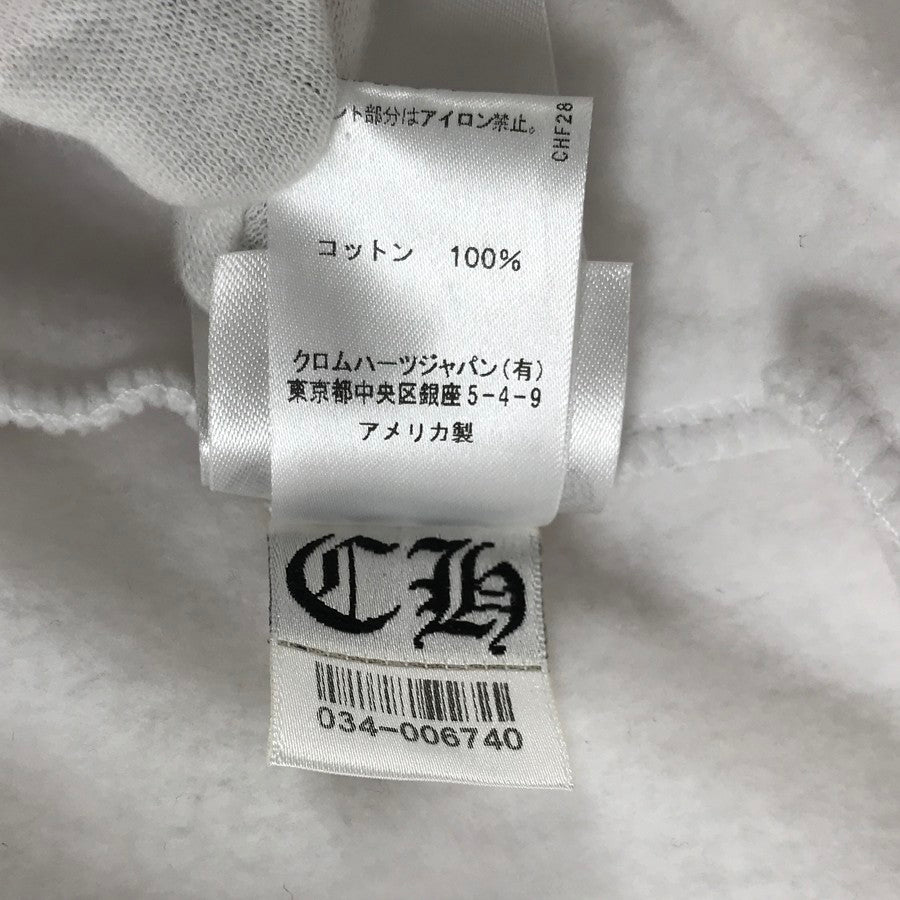 ント部分はアイロン禁止。
CHF28
コットン 100%
クロムハーツジャパン(有)
東京都中央区銀座5-4-9
アメリカ製
CH
034-006740